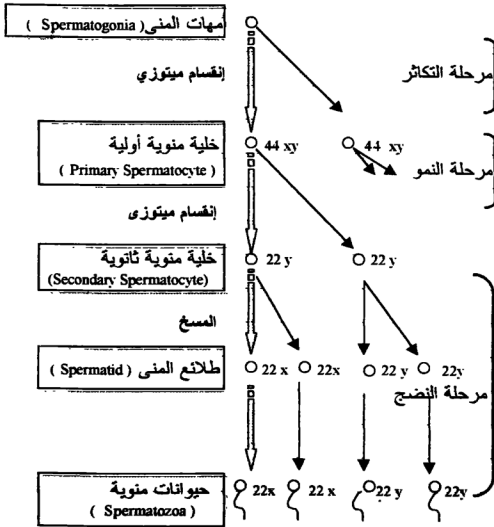 مهات المنى ( Spermatogonia )
إنقسام ميتوزي
مرحلة التكاثر
خلية منوية أولية
( Primary Spermatocyte )
44 xy
44 xy
مرحلة النمو
إنقسام ميتوزى
خلية منوية ثانوية
(Secondary Spermatocyte)
22 y
22 y
المسخ
طلائع المنى ( Spermatid )
22 x
22x
22 y
22y
مرحلة النضج
حيوانات منوية
( Spermatozoa )
22x
22 x
22 y
22y